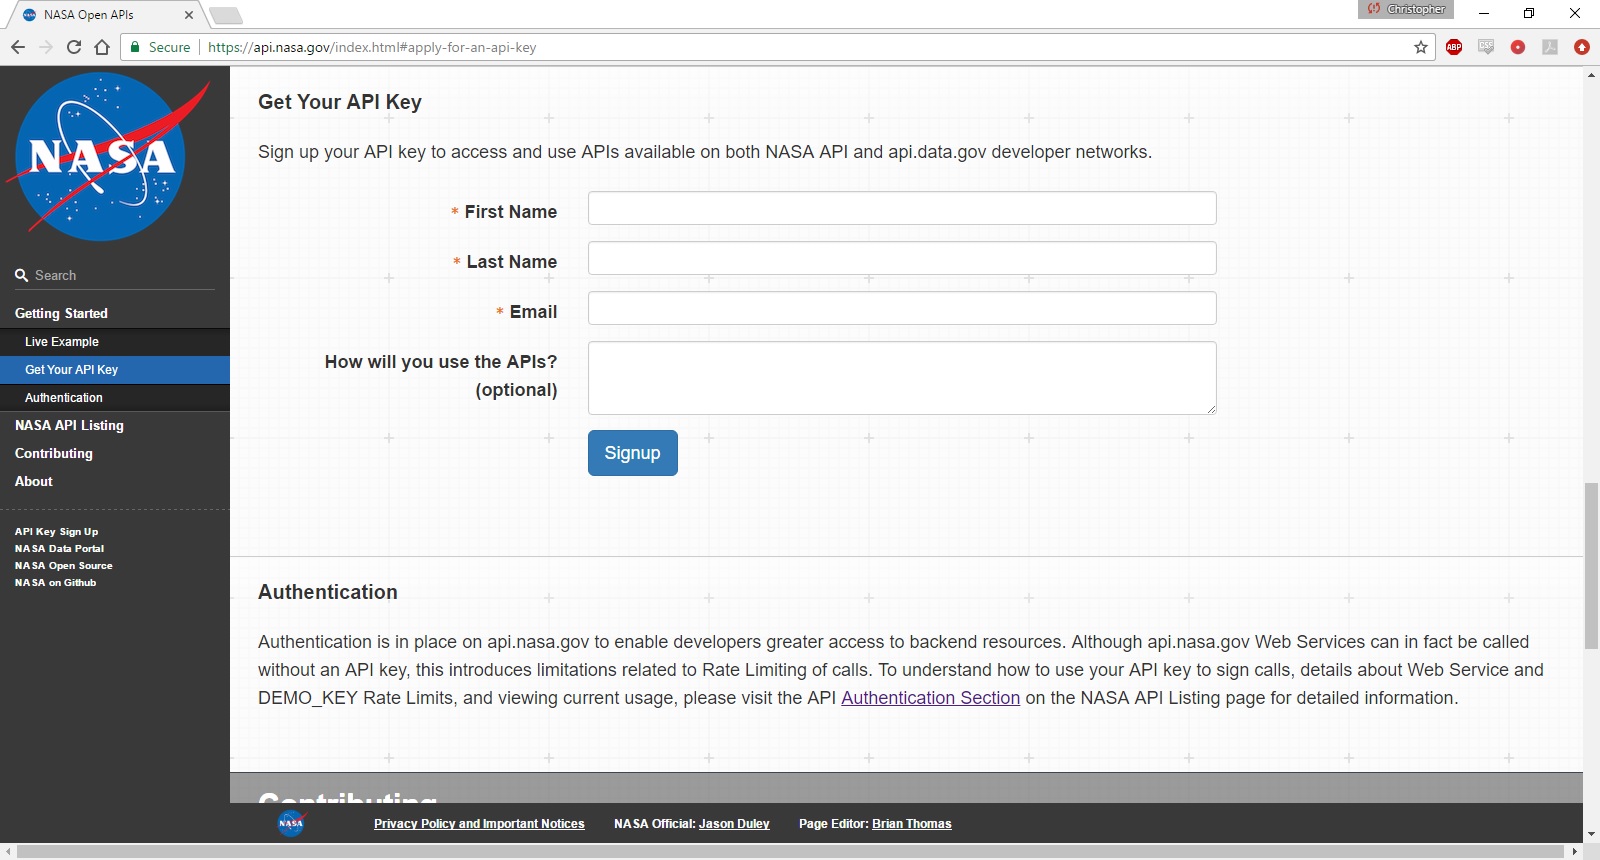 NASA Open APIs
Christopher
Secure
https://api.nasa.gov/index.html#apply-for-an-api-key
ABP
CSS
NASA
Search
Getting Started
Live Example
Get Your API Key
Authentication
NASA API Listing
Contributing
About
API Key Sign Up
NASA Data Portal
NASA Open Source
NASA on Github
Get Your API Key
Sign up your API key to access and use APIs available on both NASA API and api.data.gov developer networks.
* First Name
* Last Name
* Email
How will you use the APIs?
(optional)
Signup
Authentication
Authentication is in place on api.nasa.gov to enable developers greater access to backend resources. Although api.nasa.gov Web Services can in fact be called
without an API key, this introduces limitations related to Rate Limiting of calls. To understand how to use your API key to sign calls, details about Web Service and
DEMO_KEY Rate Limits, and viewing current usage, please visit the API Authentication Section on the NASA API Listing page for detailed information.
Contributing
NASA
Privacy Policy and Important Notices
NASA Official: Jason Duley
Page Editor: Brian Thomas